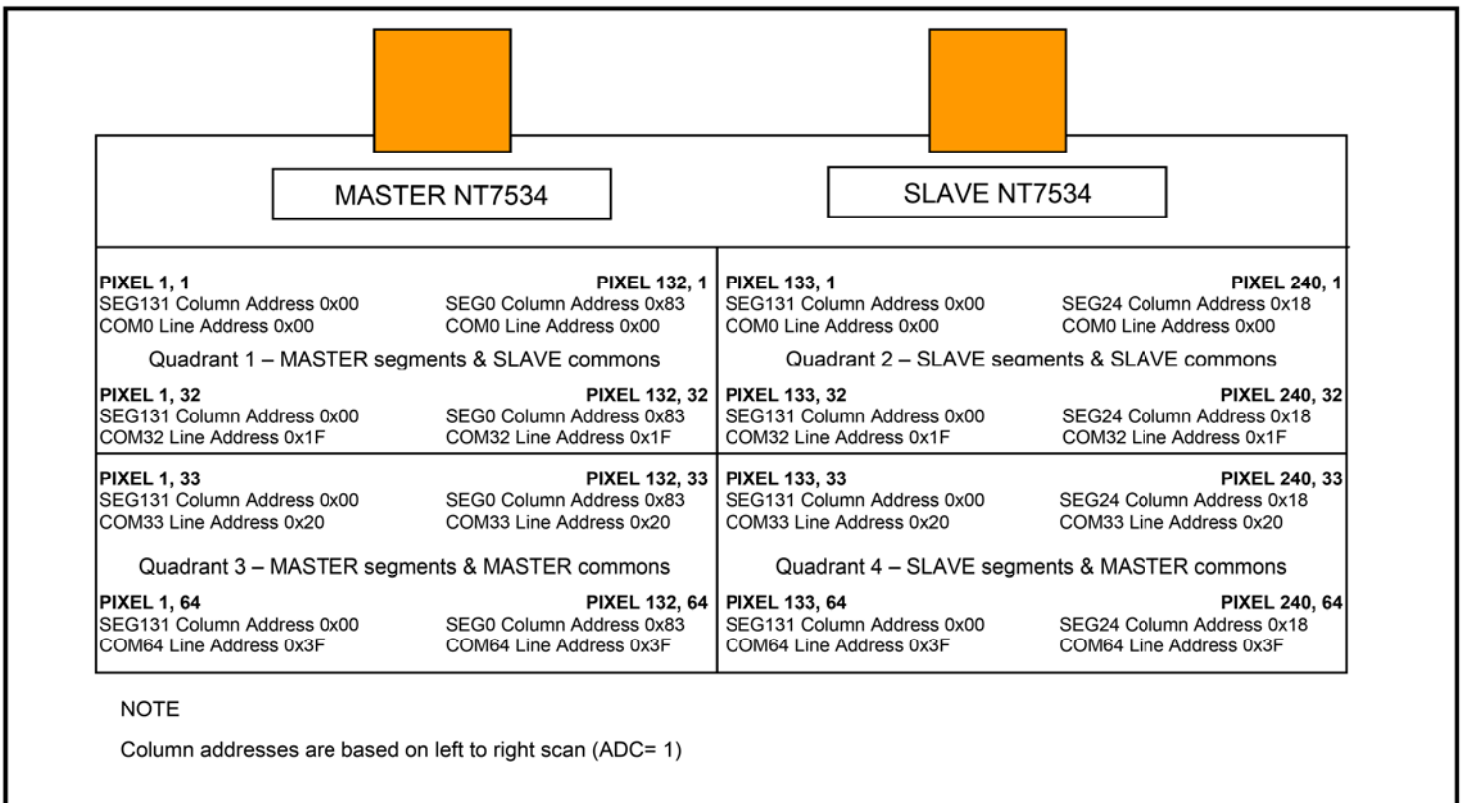 MASTER NT7534
SLAVE NT7534
PIXEL 1, 1
PIXEL 132, 1
SEG131 Column Address 0x00
SEG0 Column Address 0x83
COM0 Line Address 0x00
COM0 Line Address 0x00
Quadrant 1 – MASTER segments & SLAVE commons
PIXEL 1, 32
PIXEL 132, 32
SEG131 Column Address 0x00
SEG0 Column Address 0x83
COM32 Line Address 0x1F
COM32 Line Address 0x1F
PIXEL 133, 1
PIXEL 240, 1
SEG131 Column Address 0x00
SEG24 Column Address 0x18
COM0 Line Address 0x00
COM0 Line Address 0x00
Quadrant 2 – SLAVE segments & SLAVE commons
PIXEL 133, 32
PIXEL 240, 32
SEG131 Column Address 0x00
SEG24 Column Address 0x18
COM32 Line Address 0x1F
COM32 Line Address 0x1F
PIXEL 1, 33
PIXEL 132, 33
SEG131 Column Address 0x00
SEG0 Column Address 0x83
COM33 Line Address 0x20
COM33 Line Address 0x20
Quadrant 3 – MASTER segments & MASTER commons
PIXEL 1, 64
PIXEL 132, 64
SEG131 Column Address 0x00
SEG0 Column Address 0x83
COM64 Line Address 0x3F
COM64 Line Address 0x3F
PIXEL 133, 33
PIXEL 240, 33
SEG131 Column Address 0x00
SEG24 Column Address 0x18
COM33 Line Address 0x20
COM33 Line Address 0x20
Quadrant 4 – SLAVE segments & MASTER commons
PIXEL 133, 64
PIXEL 240, 64
SEG131 Column Address 0x00
SEG24 Column Address 0x18
COM64 Line Address 0x3F
COM64 Line Address 0x3F
NOTE
Column addresses are based on left to right scan (ADC= 1)